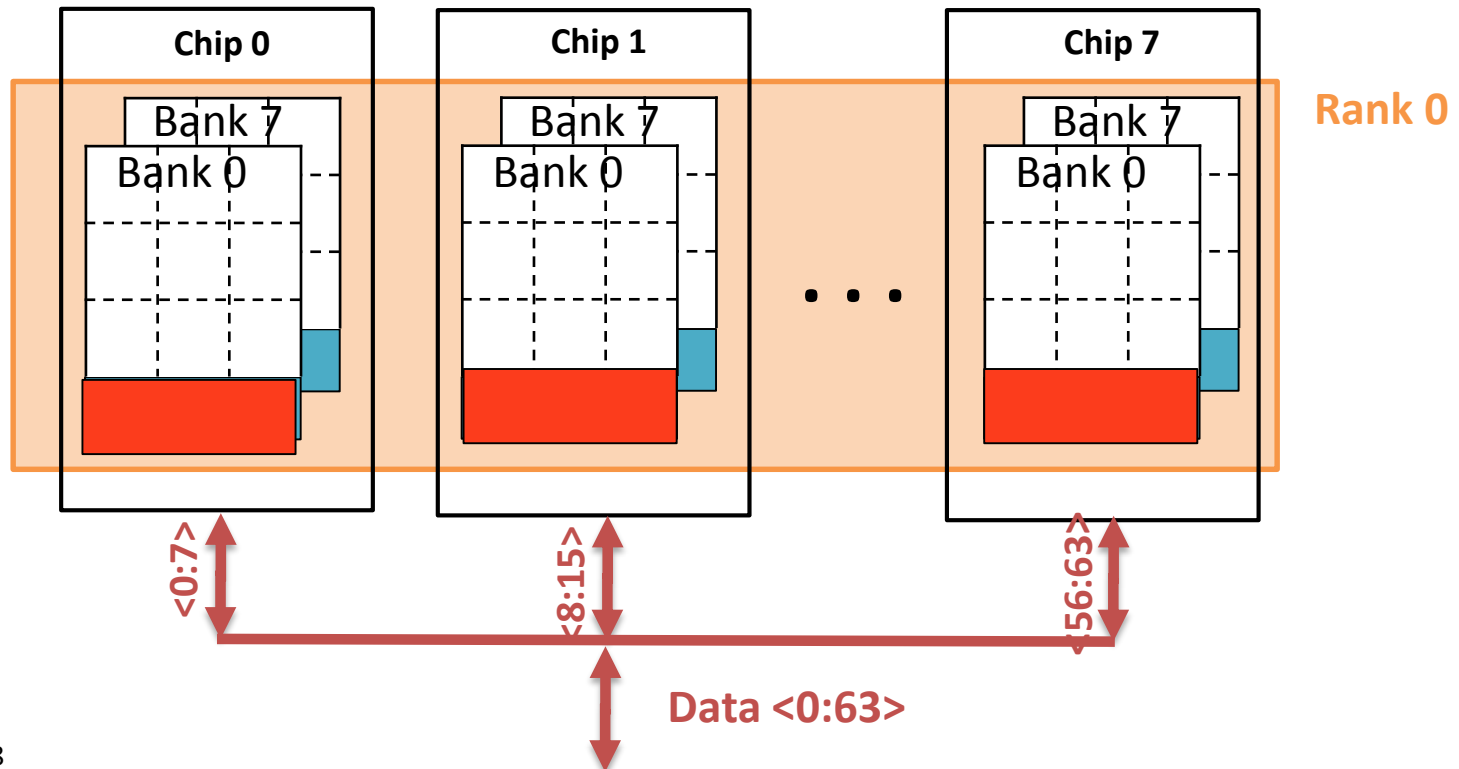 Chip 0
Chip 1
Chip 7
Rank 0
Bank 7
Bank 7
Bank 7
Bank 0
Bank 0
Bank 0
. . .
<0:7>
<8:15>
<56:63>
Data <0:63>